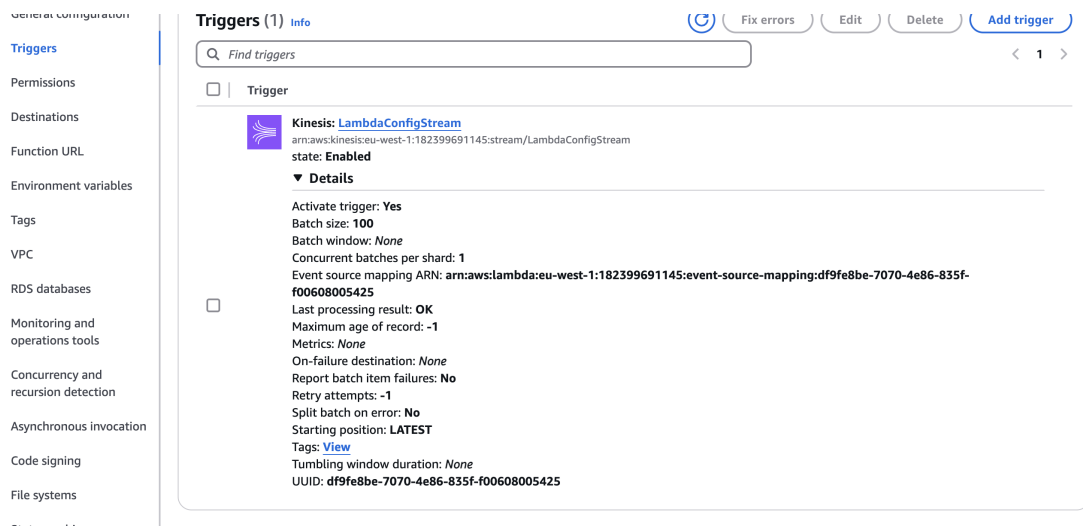 General configuration
Triggers
Permissions
Destinations
Function URL
Environment variables
Tags
VPC
RDS databases
Monitoring and
operations tools
Concurrency and
recursion detection
Asynchronous invocation
Code signing
File systems
Triggers (1) Info
Fix errors
Edit
Delete
Add trigger
Find triggers
1
Trigger
Kinesis: LambdaConfigStream
arn:aws:kinesis:eu-west-1:182399691145:stream/LambdaConfigStream
state: Enabled
Details
Activate trigger: Yes
Batch size: 100
Batch window: None
Concurrent batches per shard: 1
Event source mapping ARN: arn:aws:lambda:eu-west-1:182399691145:event-source-mapping:df9fe8be-7070-4e86-835f-
f00608005425
Last processing result: OK
Maximum age of record: -1
Metrics: None
On-failure destination: None
Report batch item failures: No
Retry attempts: -1
Split batch on error: No
Starting position: LATEST
Tags: View
Tumbling window duration: None
UUID: df9fe8be-7070-4e86-835f-f00608005425